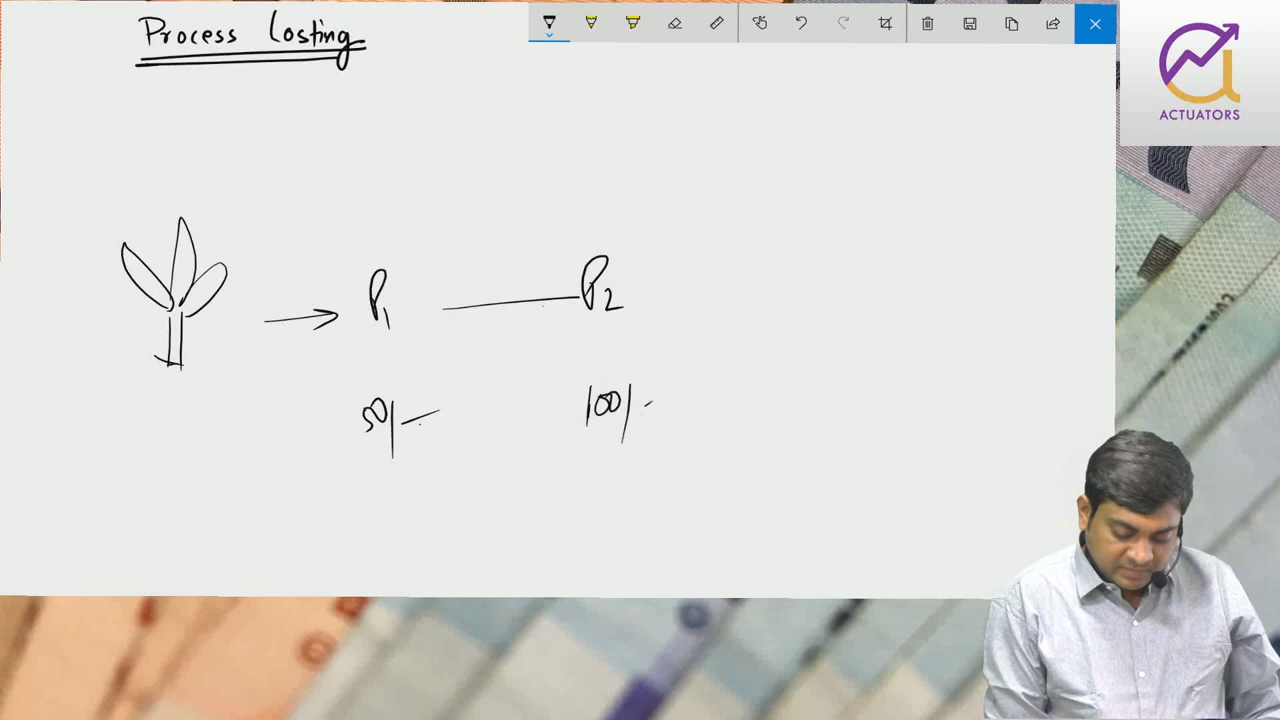 Process Costing
ACTUATORS
P1 P2
50/- 100/-